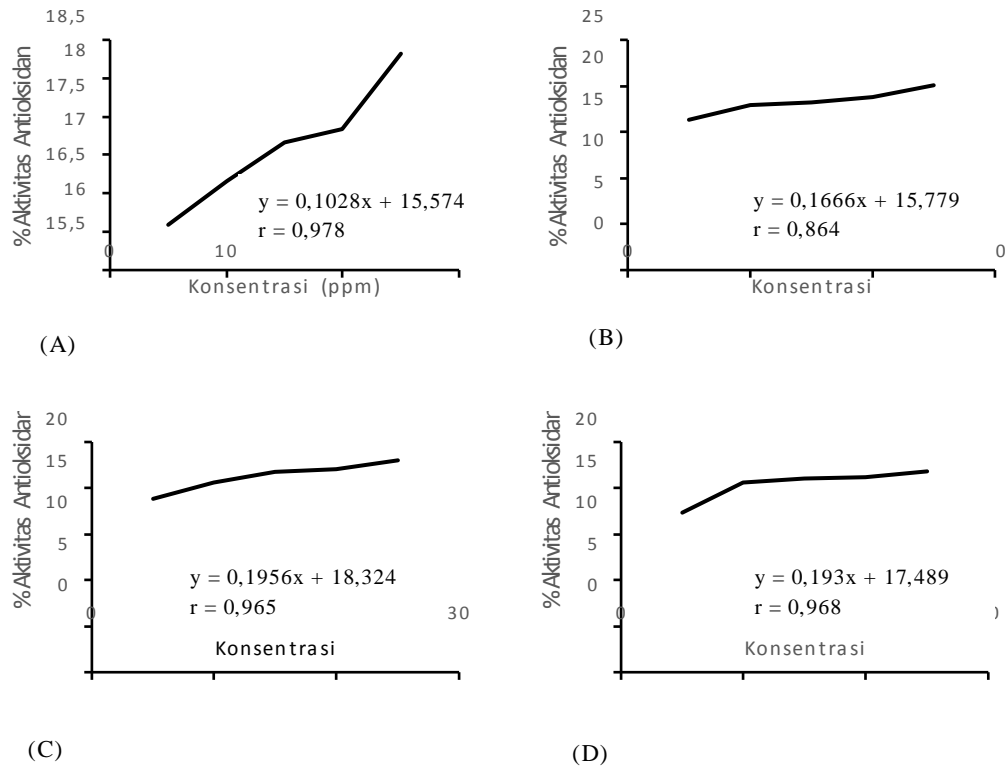 18,5
18
17,5
17
16,5
16
15,5
%Aktivitas Antioksidan
y = 0,1028x + 15,574
r = 0,978
0
10
Konsentrasi (ppm)
(A)
25
20
15
10
5
0
%Aktivitas Antioksidan
y = 0,1666x + 15,779
r = 0,864
0
0
Konsentrasi
(B)
20
15
10
5
0
%Aktivitas Antioksidar
y = 0,1956x + 18,324
r = 0,965
0
30
Konsentrasi
(C)
20
15
10
5
0
%Aktivitas Antioksidar
y = 0,193x + 17,489
r = 0,968
0
Konsentrasi
(D)